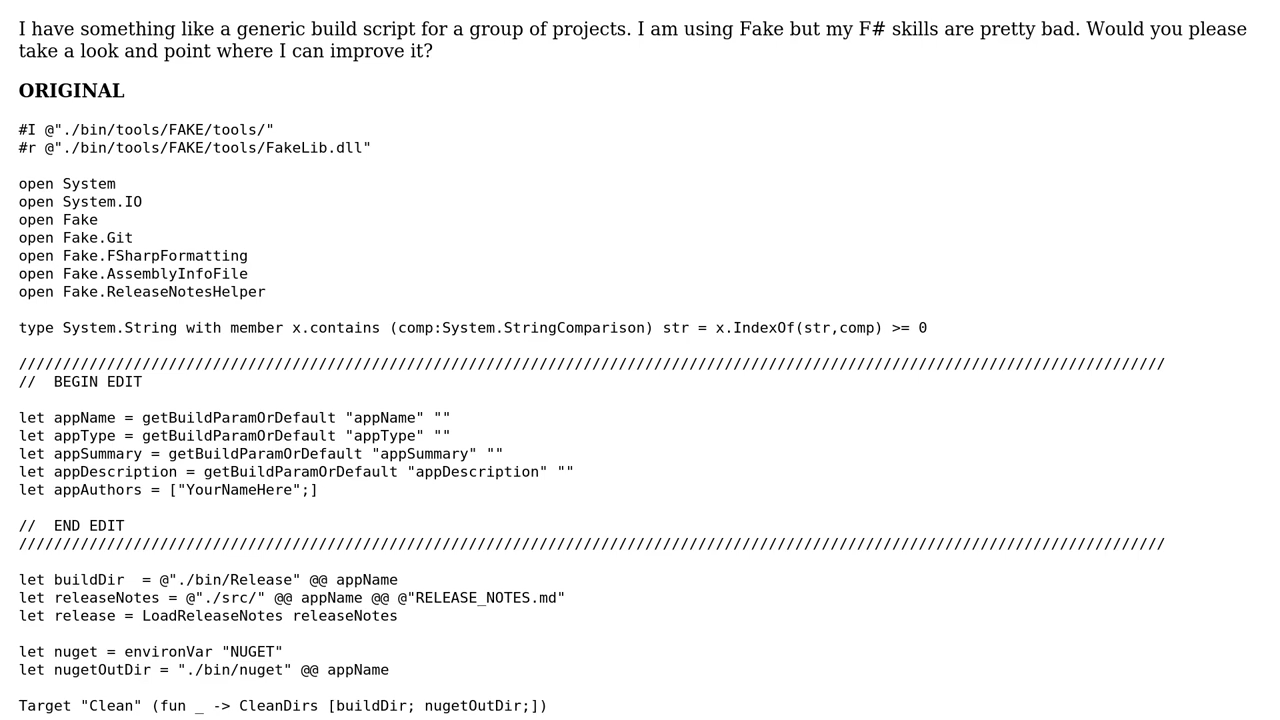 I have something like a generic build script for a group of projects. I am using Fake but my F# skills are pretty bad. Would you please
take a look and point where I can improve it?
ORIGINAL
#I @"./bin/tools/FAKE/tools/"
#r @"./bin/tools/FAKE/tools/FakeLib.dll"
open System
open System.IO
open Fake
open Fake.Git
open Fake.FSharpFormatting
open Fake.AssemblyInfoFile
open Fake.ReleaseNotesHelper
type System.String with member x.contains (comp:System.StringComparison) str = x.IndexOf(str,comp) >= 0
//////////////////////////////////////////////////////////////////////////////////////////////////////////////////////////////////
//  BEGIN EDIT
let appName = getBuildParamOrDefault "appName" ""
let appType = getBuildParamOrDefault "appType" ""
let appSummary = getBuildParamOrDefault "appSummary" ""
let appDescription = getBuildParamOrDefault "appDescription" ""
let appAuthors = ["YourNameHere";]
//  END EDIT
//////////////////////////////////////////////////////////////////////////////////////////////////////////////////////////////////
let buildDir  = @"./bin/Release" @@ appName
let releaseNotes = @"./src/" @@ appName @@ @"RELEASE_NOTES.md"
let release = LoadReleaseNotes releaseNotes
let nuget = environVar "NUGET"
let nugetOutDir = "./bin/nuget" @@ appName
Target "Clean" (fun _ -> CleanDirs [buildDir; nugetOutDir;])